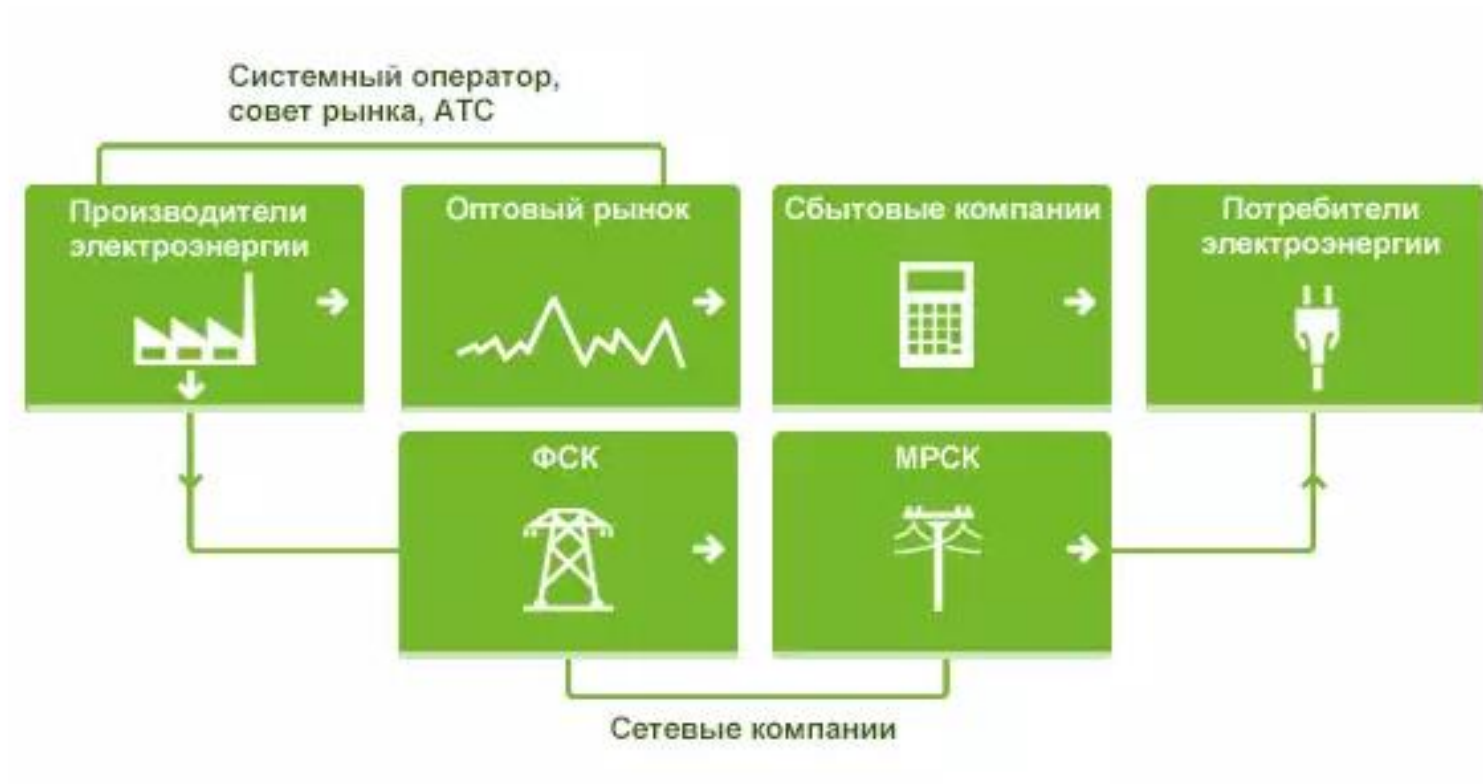 Системный оператор,
совет рынка, АТС
Производители
электроэнергии
Оптовый рынок
Сбытовые компании
Потребители
электроэнергии
ФСК
МРСК
Сетевые компании